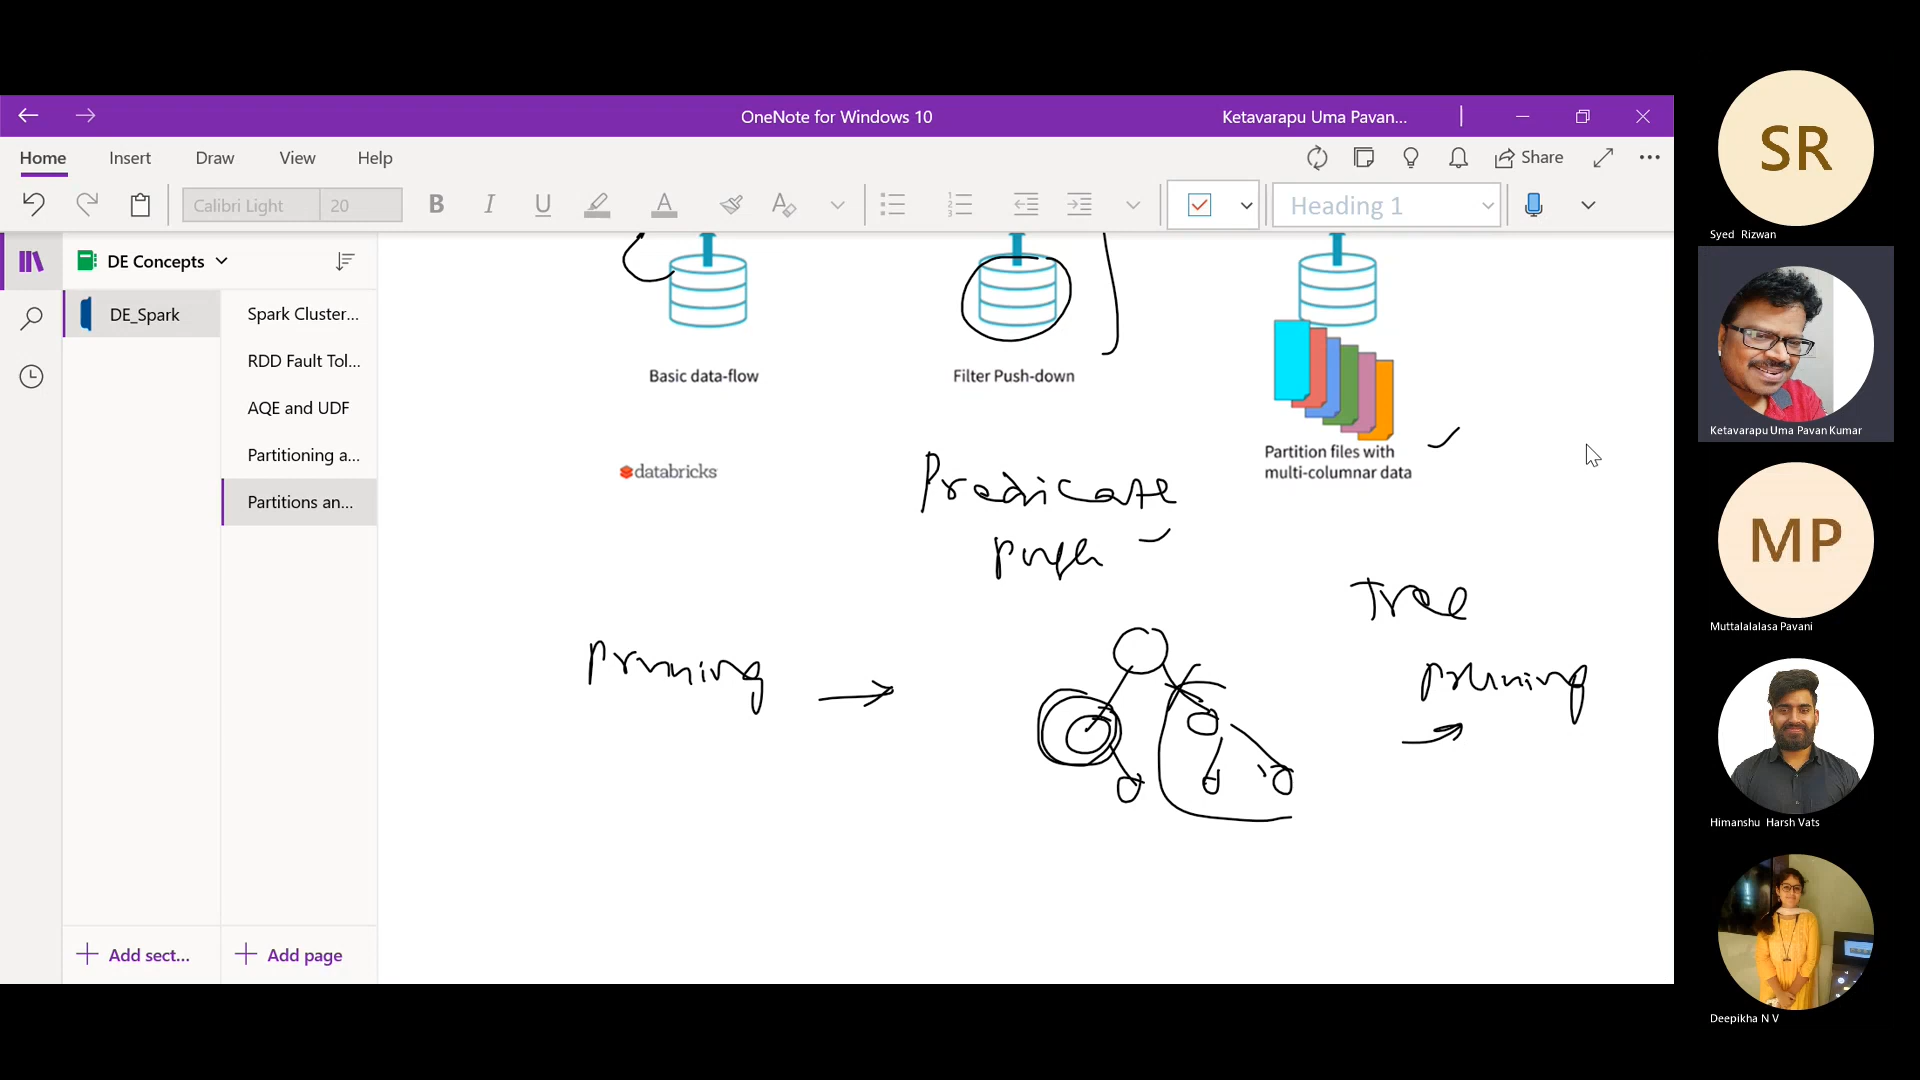 OneNote for Windows 10
Ketavarapu Uma Pavan...
Home
Insert
Draw
View
Help
Share
Calibri Light
20
B
I
U
A
A
Heading 1
DE Concepts
DE_Spark
Spark Cluster...
RDD Fault Tol...
AQE and UDF
Partitioning a...
Partitions an...
Add sect...
Add page
Basic data-flow
Filter Push-down
Partition files with
multi-columnar data
databricks
Predicate
push
Tree
Pruning
pruning
SR
Syed Rizwan
Ketavarapu Uma Pavan Kumar
MP
Muttalalalasa Pavani
Himanshu Harsh Vats
Deepikha N V